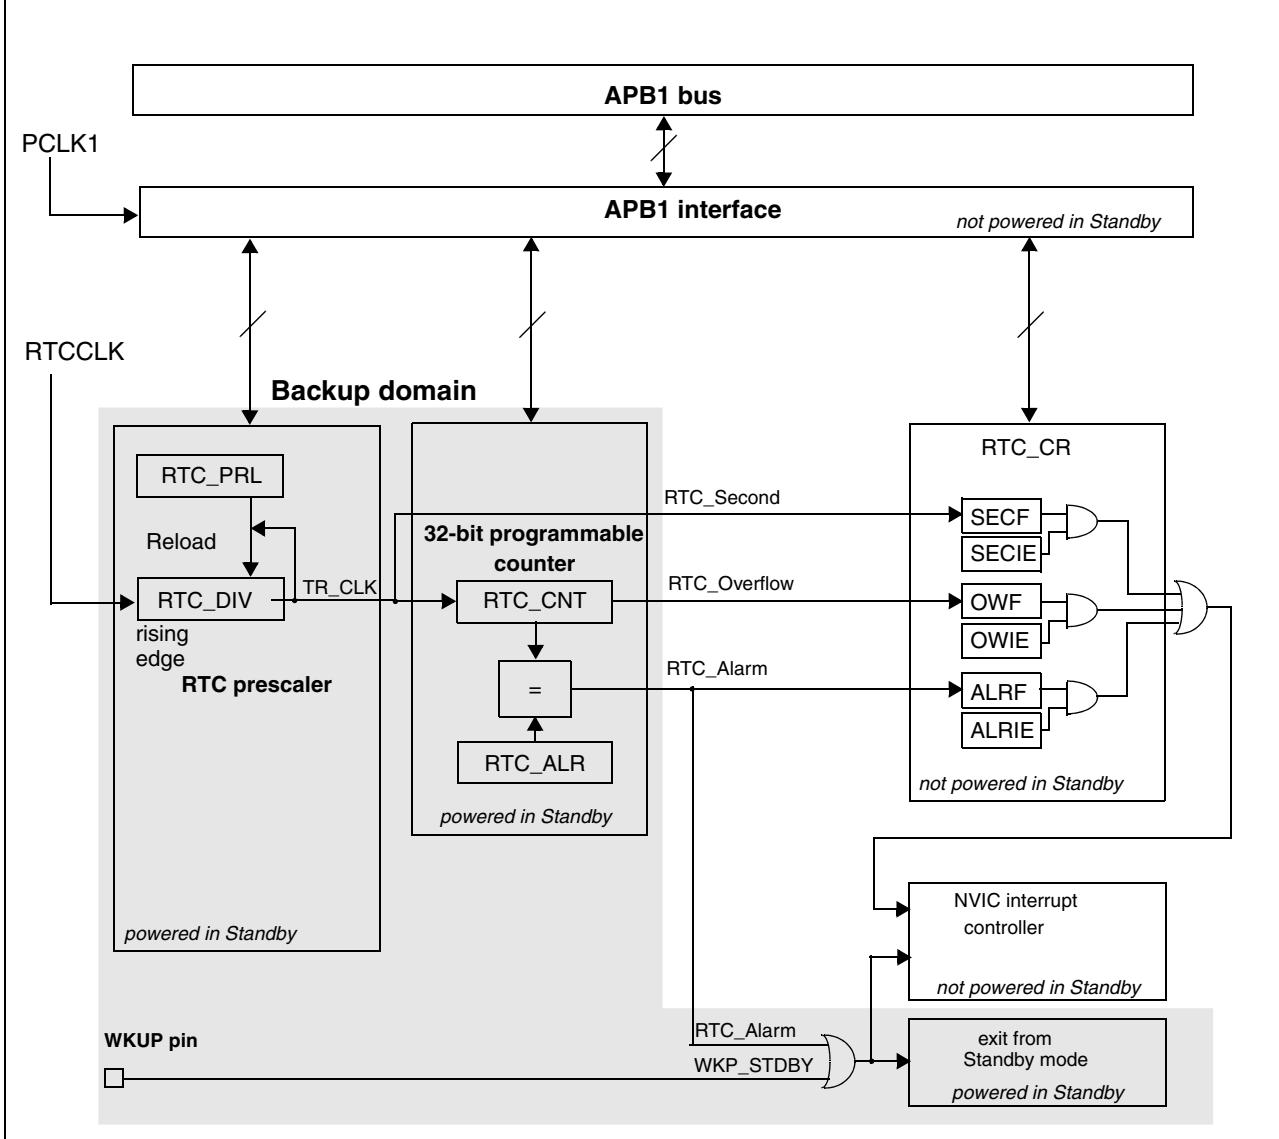 APB1 bus
PCLK1
APB1 interface
not powered in Standby
RTCCLK
Backup domain
RTC_PRL
Reload
RTC_DIV
TR_CLK
rising
edge
RTC prescaler
powered in Standby
32-bit programmable
counter
RTC_CNT
=
RTC_ALR
powered in Standby
RTC_Second
RTC_Overflow
RTC_Alarm
RTC_CR
SECF
SECIE
OWF
OWIE
ALRF
ALRIE
not powered in Standby
NVIC interrupt
controller
not powered in Standby
WKUP pin
RTC_Alarm
WKP_STDBY
exit from
Standby mode
powered in Standby